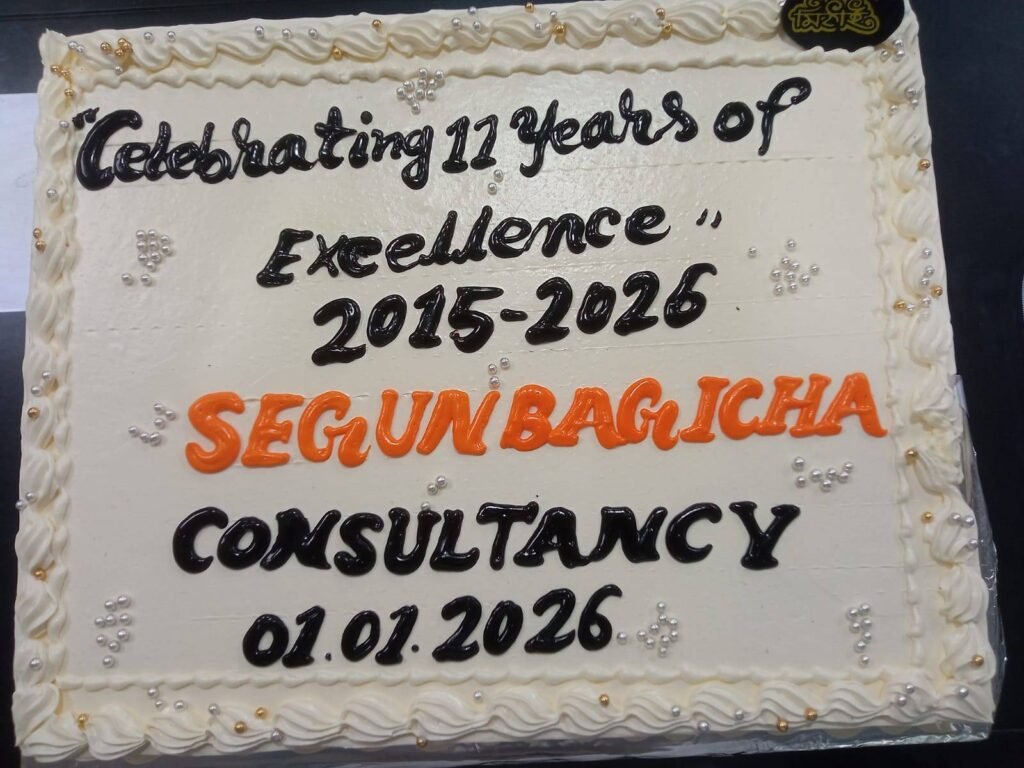 "Celebrating 11 Years of
Excellence"
2015-2026
SEGUNBAGICHA
CONSULTANCY
01.01.2026